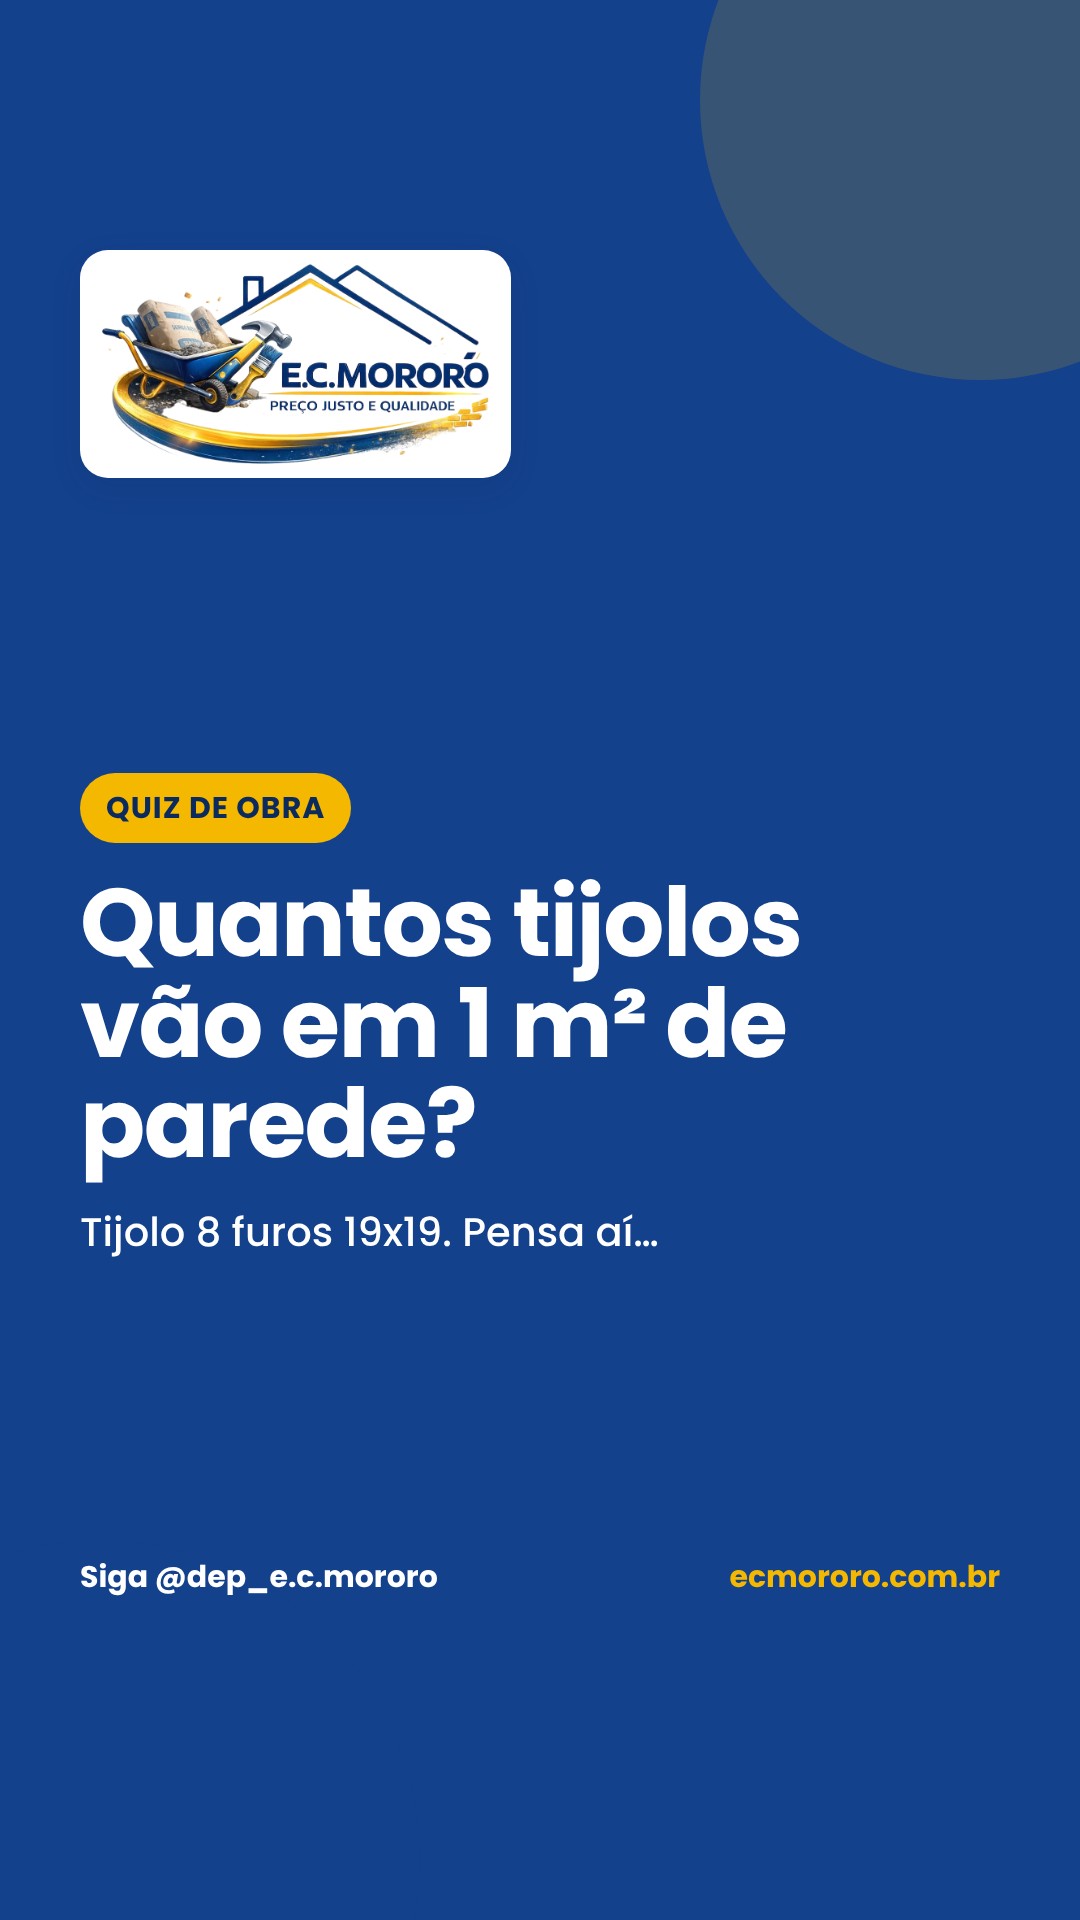 E.C.MORORÓ
PREÇO JUSTO E QUALIDADE
QUIZ DE OBRA
Quantos tijolos
vão em 1 m² de
parede?
Tijolo 8 furos 19x19. Pensa aí...
Siga @dep_e.c.mororo
ecmororo.com.br